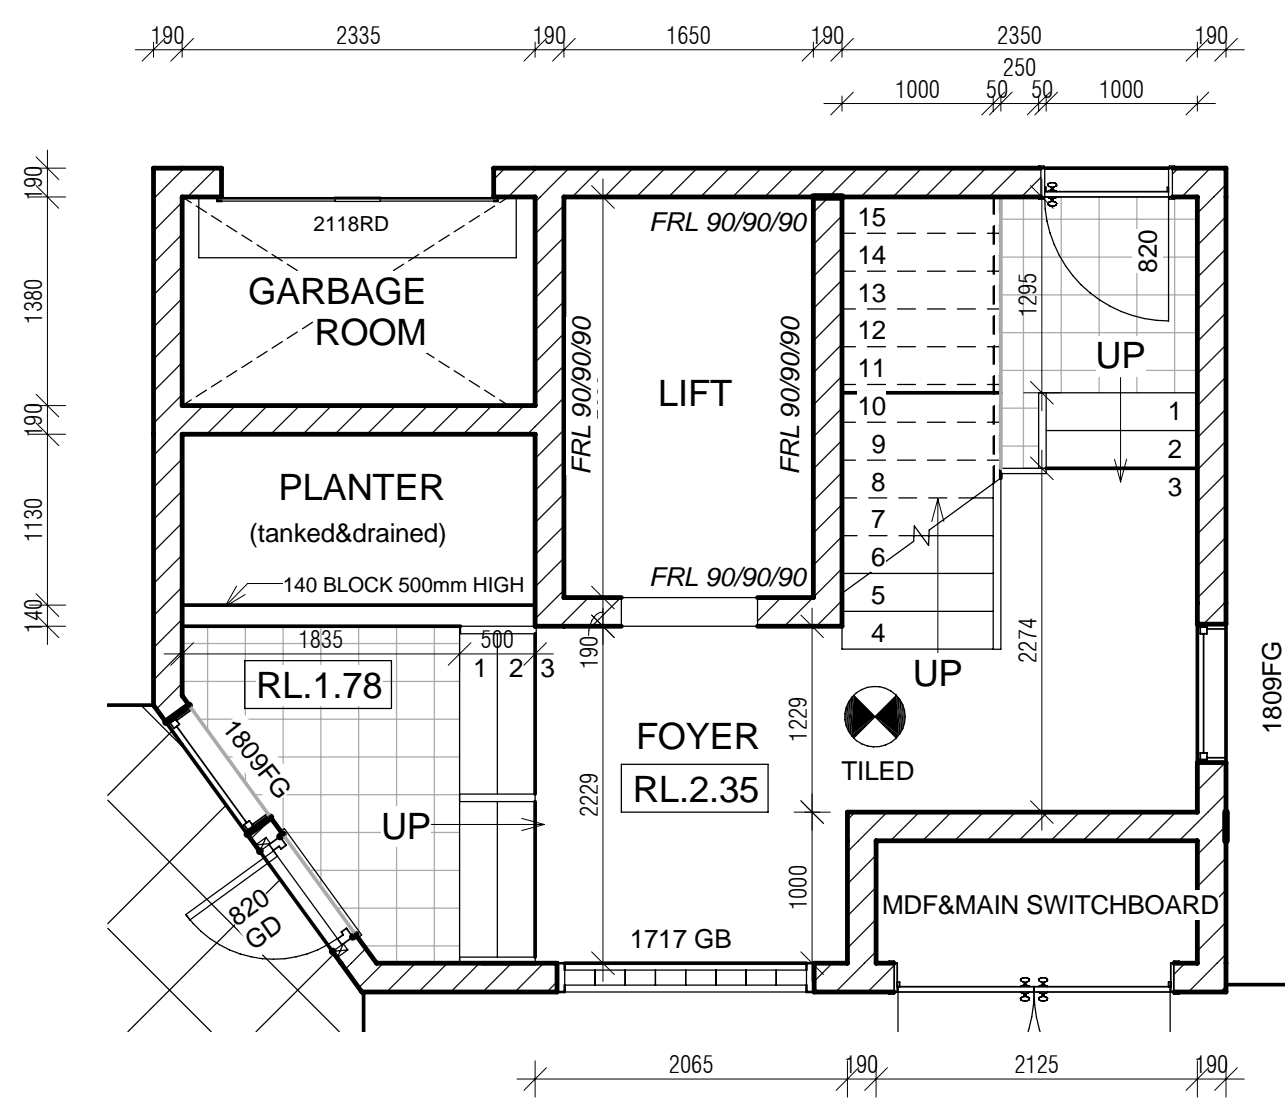 190 2335 190 1650 190 2350 190
250
1000 50 50 1000
190
1380
190
1130
140
2118RD
GARBAGE
ROOM
PLANTER
(tanked&drained)
140 BLOCK 500mm HIGH
FRL 90/90/90
FRL 90/90/90
FRL 90/90/90
LIFT
FRL 90/90/90
15
14
13
12
11
10
9
8
7
6
5
4
UP
1295
820
UP
1
2
3
2274
1835 500
1 2 3
190
RL.1.78
1809FG
UP
820
GD
FOYER
RL.2.35
2229
1229
1000
TILED
1809FG
1717 GB
MDF&MAIN SWITCHBOARD
2065 190 2125 190